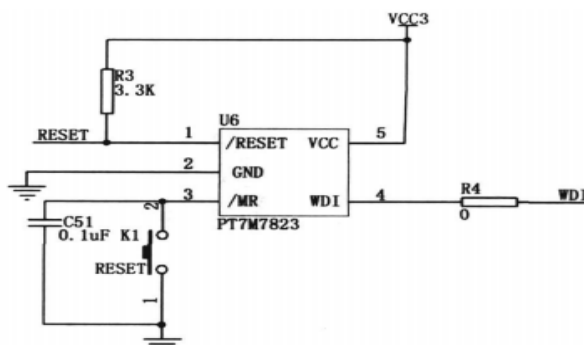 VCC3
R3
3.3K
U6
RESET
1
/RESET
VCC
5
2
GND
3
/MR
WDI
4
R4
0
WDI
PT7M7823
C51
0.1uF
K1
2
RESET
1